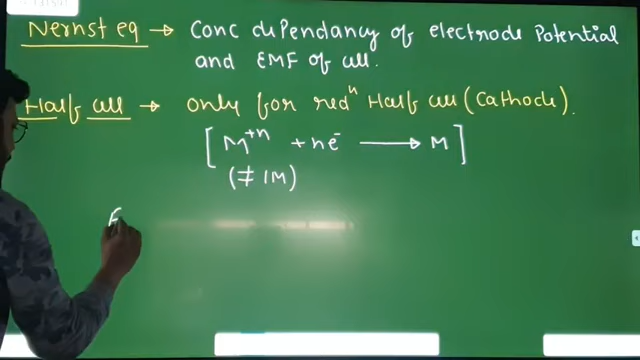 Nernst eq → Conc dependancy of electrode Potential
and EMF of cell.
Half cell → only for redⁿ Half cell (Cathode).
[M⁺ⁿ + ne⁻ ⟶ M]
(≠ 1M)
E